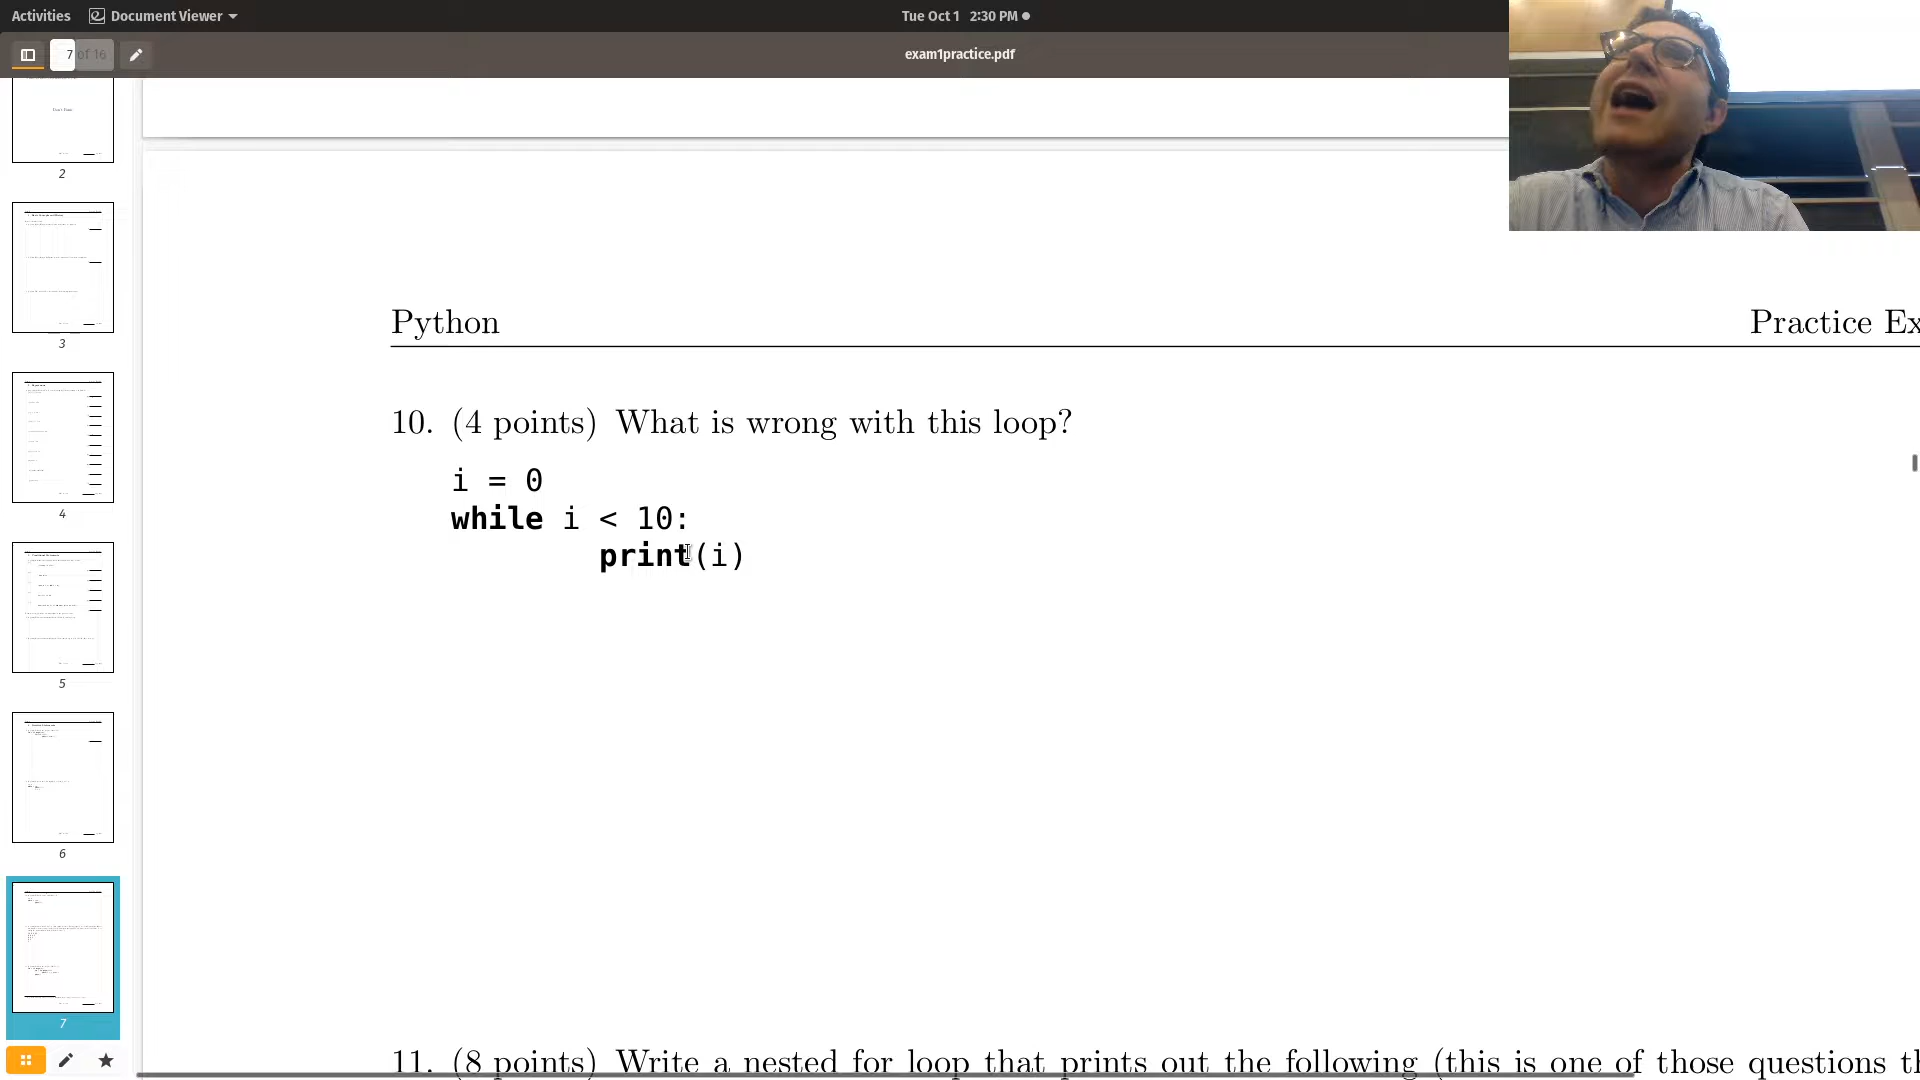 Activities Document Viewer Tue Oct 1 2:30 PM
7 of 16 exam1practice.pdf
2
3
4
5
6
7
Python Practice Ex
10. (4 points) What is wrong with this loop?
i = 0
while i < 10:
print(i)
11. (8 points) Write a nested for loop that prints out the following (this is one of those questions th